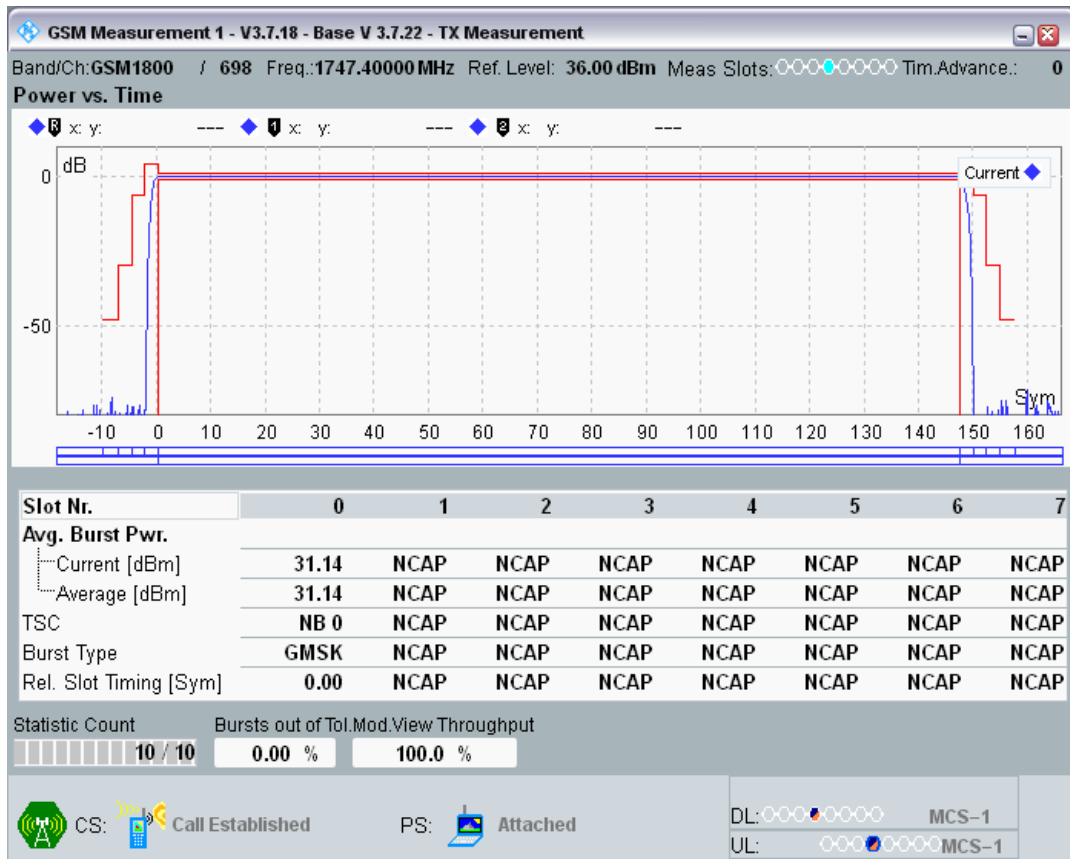 GSM Measurement 1 - V3.7.18 - Base V 3.7.22 - TX Measurement
Band/Ch:GSM1800 / 698 Freq.:1747.40000 MHz Ref. Level: 36.00 dBm Meas Slots: Tim.Advance.: 0
Power vs. Time
R x: y: --- 1 x: y: --- 2 x: y: ---
dB
Current
0
-50
Sym
-10 0 10 20 30 40 50 60 70 80 90 100 110 120 130 140 150 160
Slot Nr. 0 1 2 3 4 5 6 7
Avg. Burst Pwr.
Current [dBm] 31.14 NCAP NCAP NCAP NCAP NCAP NCAP NCAP
Average [dBm] 31.14 NCAP NCAP NCAP NCAP NCAP NCAP NCAP
TSC NB 0 NCAP NCAP NCAP NCAP NCAP NCAP NCAP
Burst Type GMSK NCAP NCAP NCAP NCAP NCAP NCAP NCAP
Rel. Slot Timing [Sym] 0.00 NCAP NCAP NCAP NCAP NCAP NCAP NCAP
Statistic Count Bursts out of Tol. Mod.View Throughput
10 / 10 0.00 % 100.0 %
CS: Call Established PS: Attached DL: MCS-1
UL: MCS-1